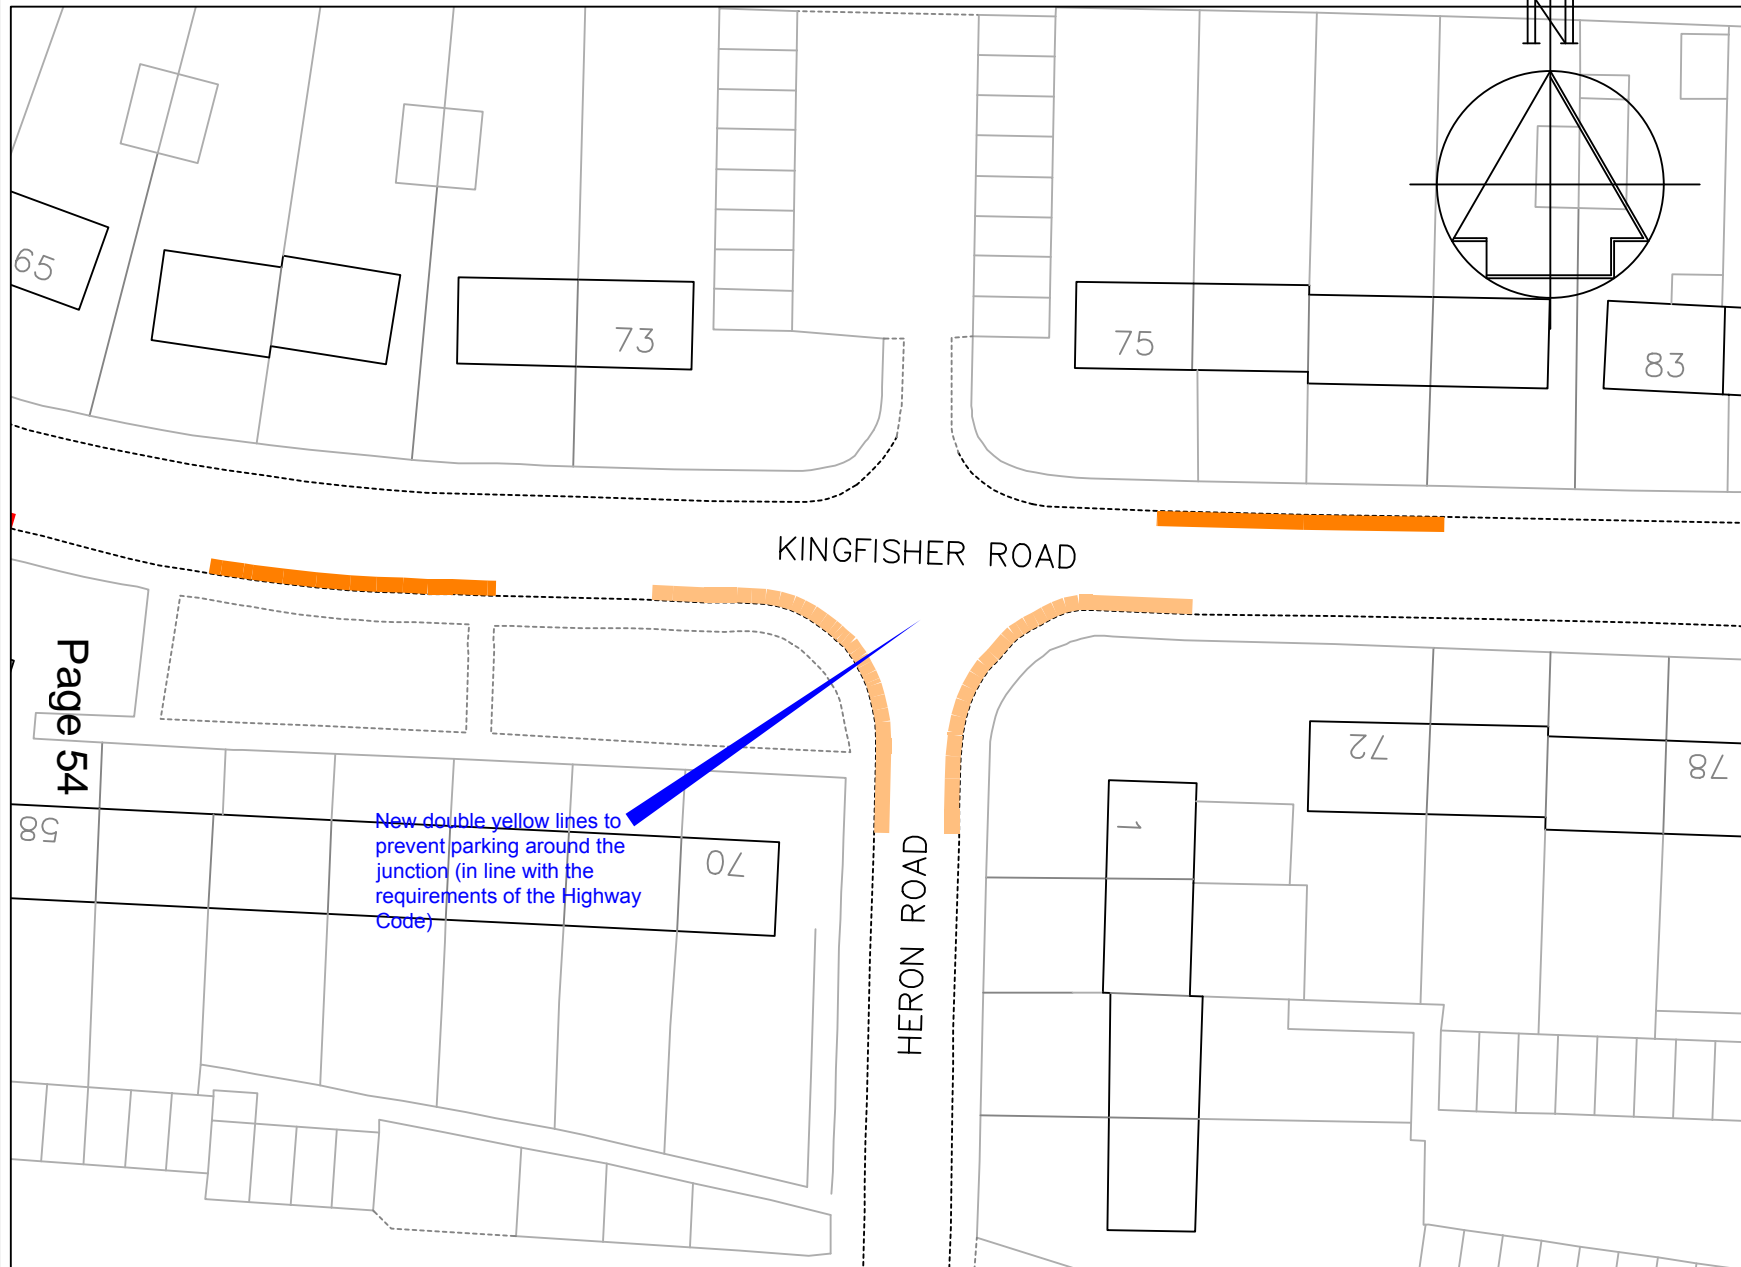 N
65
73
75
83
KINGFISHER ROAD
Page 54
72
78
1
58
70
New double yellow lines to
prevent parking around the
junction (in line with the
requirements of the Highway
Code)
HERON ROAD